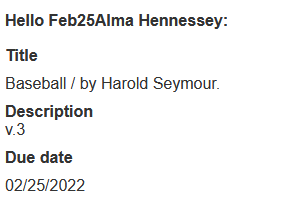 Hello Feb25Alma Hennessey:
Title
Baseball / by Harold Seymour.
Description
v.3
Due date
02/25/2022